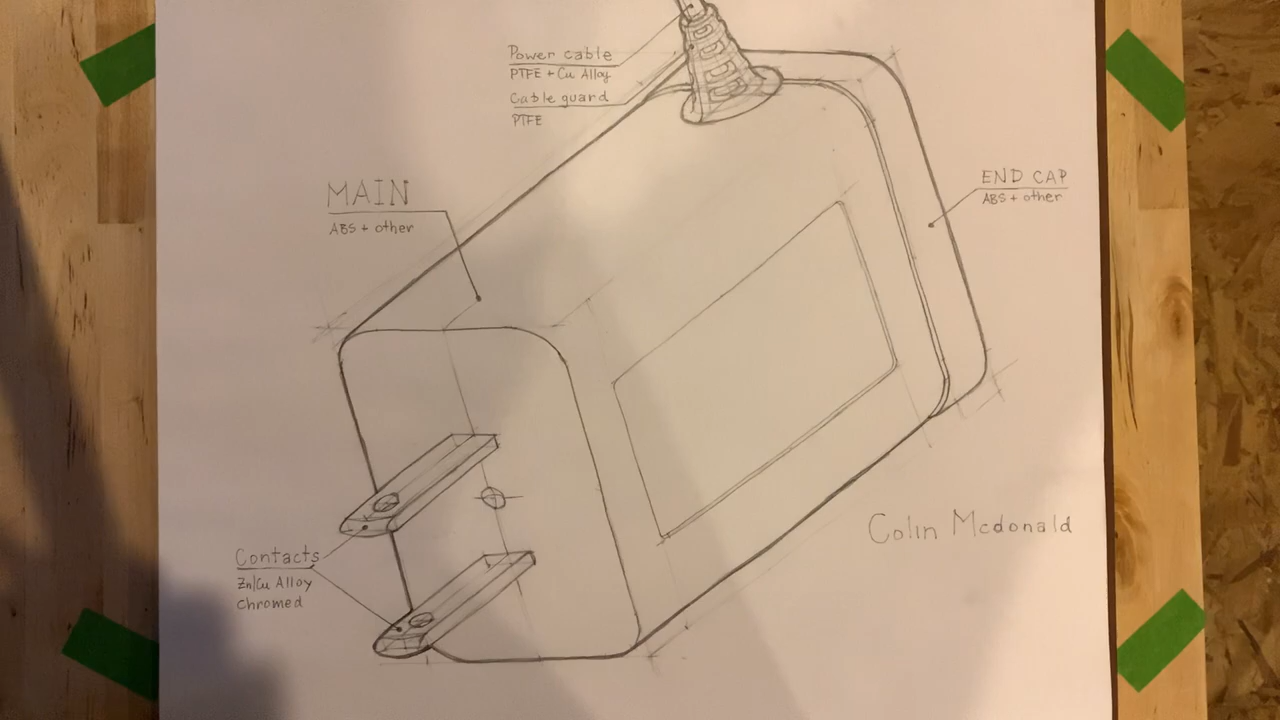 Power cable
PTFE + Cu Alloy
Cable guard
PTFE
MAIN
ABS + other
END CAP
ABS + other
Colin Mcdonald
Contacts
Zn/Cu Alloy
Chromed